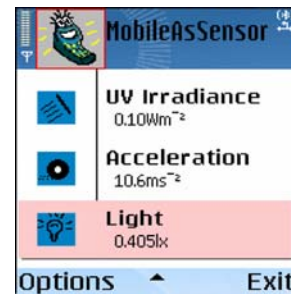 MobileAsSensor
UV Irradiance
0.10Wm⁻²
Acceleration
10.6ms⁻²
Light
0.405lx
Options Exit